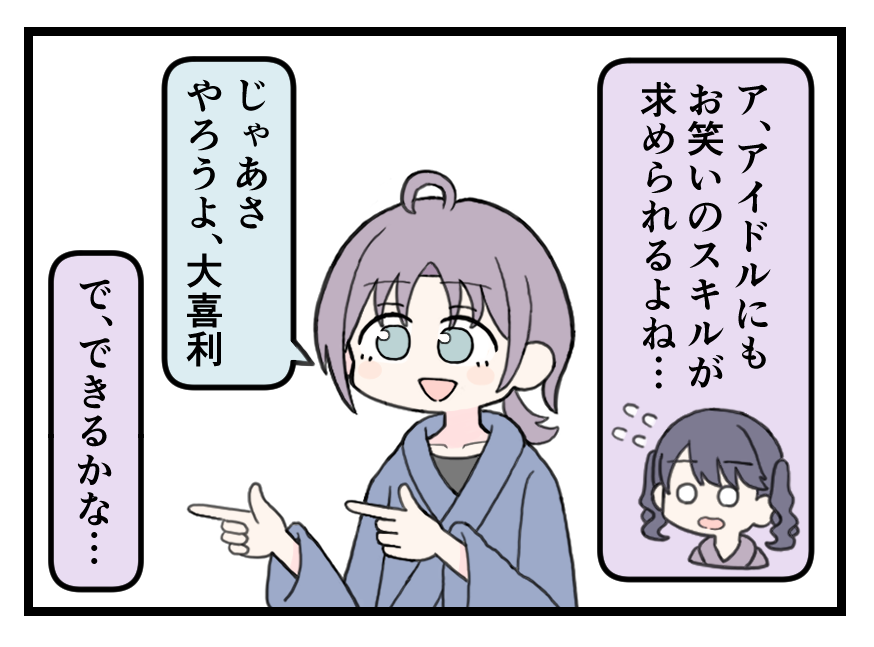 ア、アイドルにも
お笑いのスキルが
求められるよね…
じゃあさ
やろうよ、大喜利
で、できるかな…